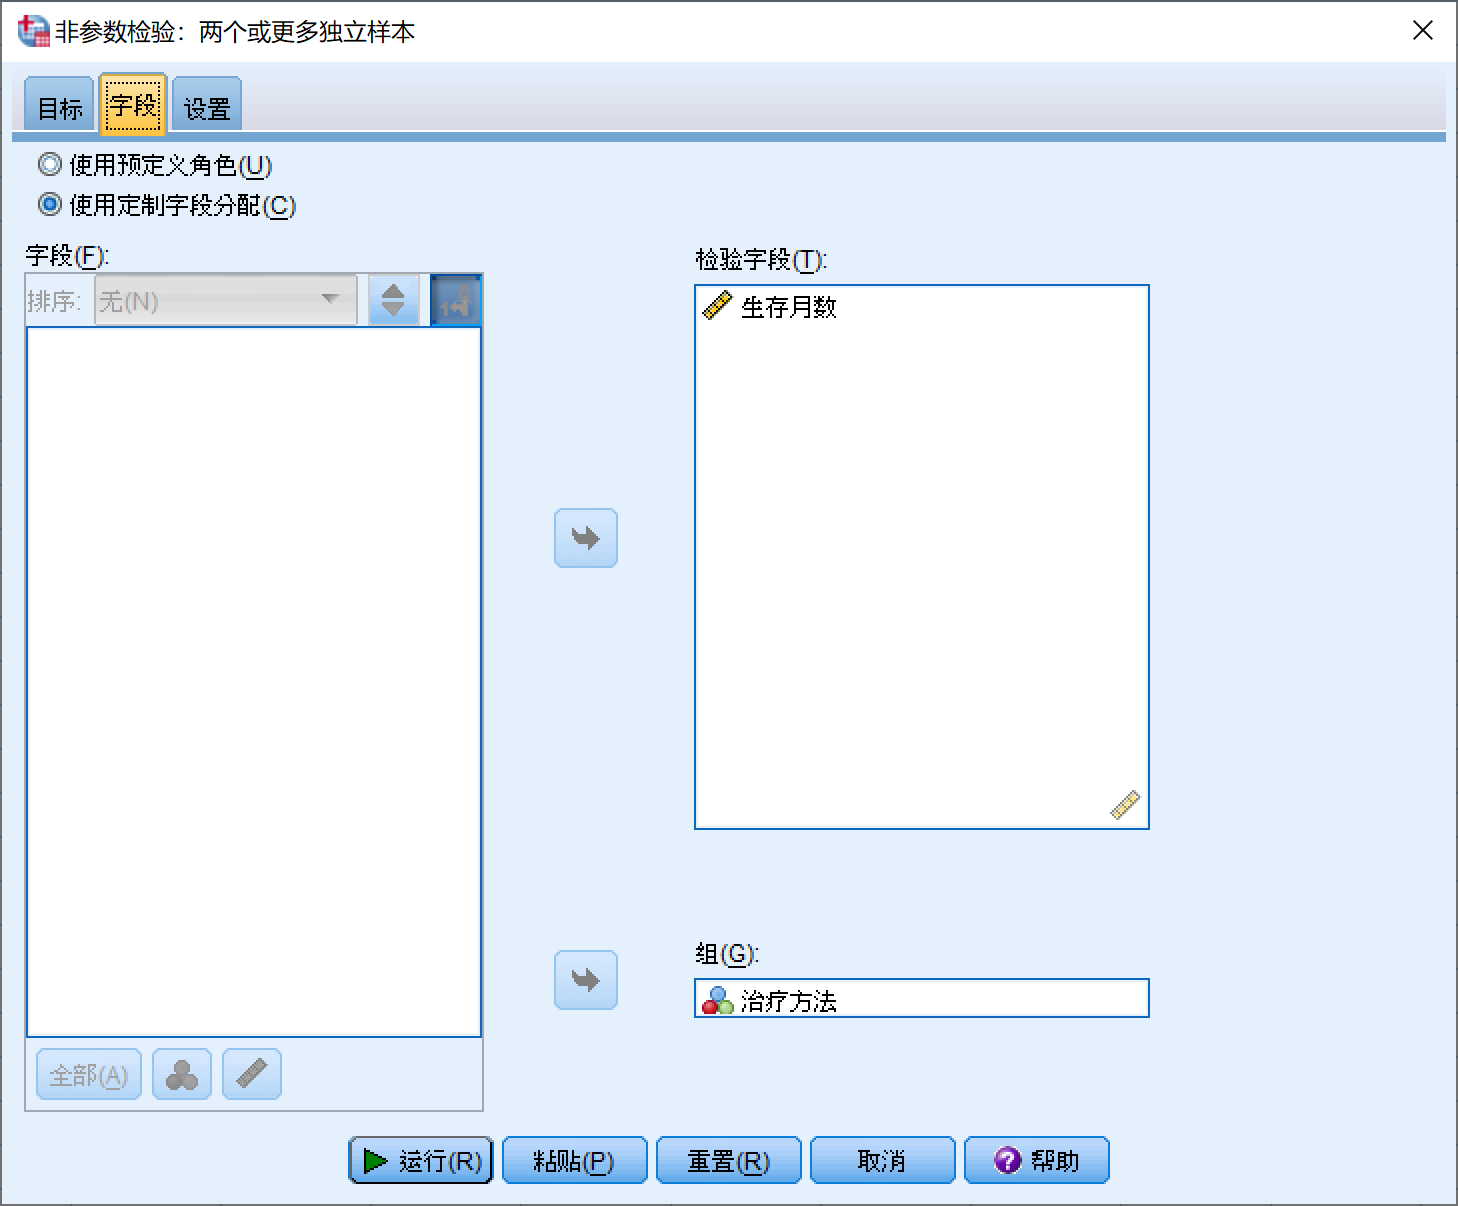 非参数检验：两个或更多独立样本
目标 字段 设置
使用预定义角色(U)
使用定制字段分配(C)
字段(F):
排序: 无(N)
检验字段(T):
生存月数
组(G):
治疗方法
全部(A)
运行(R) 粘贴(P) 重置(R) 取消 帮助